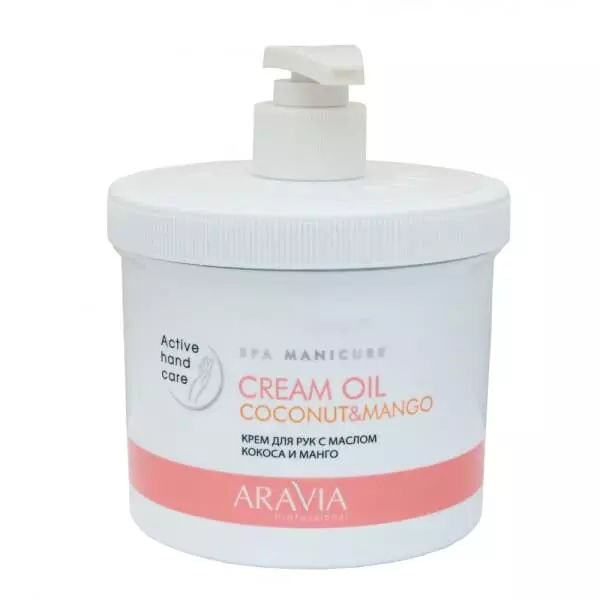 Active
hand
care
SPA MANICURE
CREAM OIL
COCONUT&MANGO
КРЕМ ДЛЯ РУК С МАСЛОМ
КОКОСА И МАНГО
ARAVIA
Professional